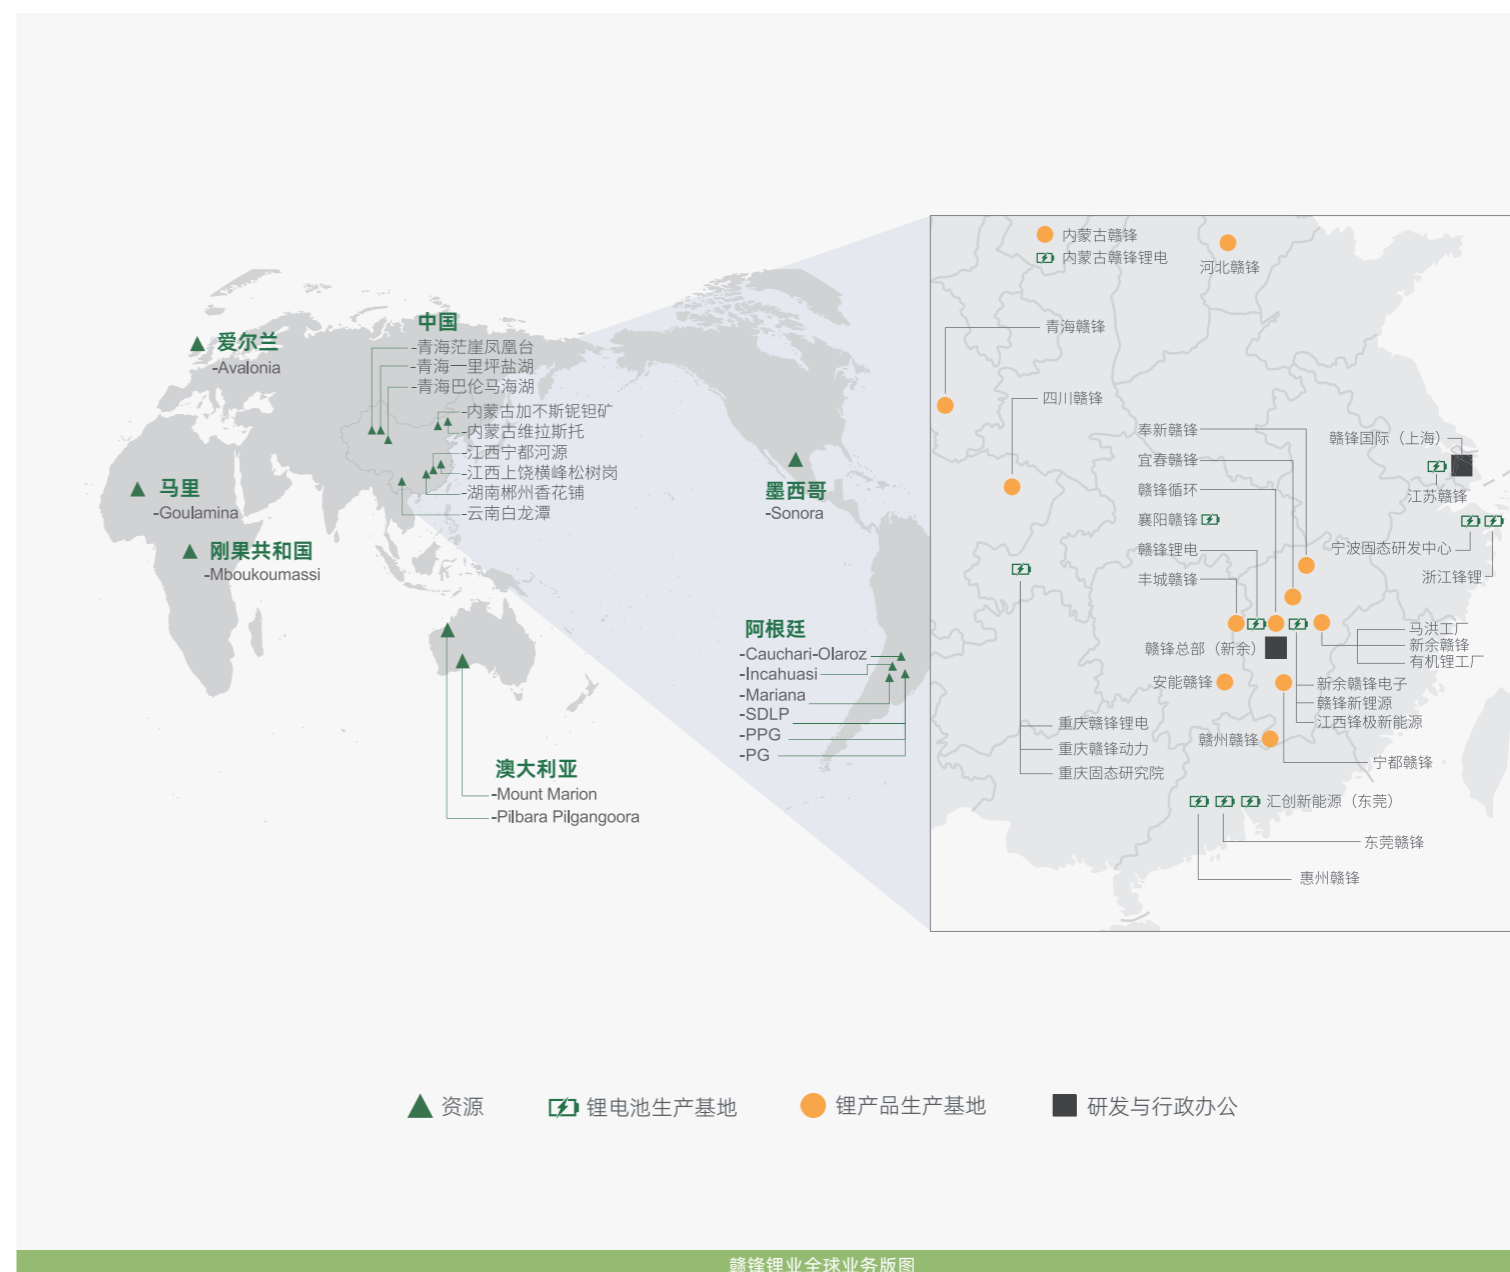 爱尔兰
-Avalonia
马里
-Goulamina
刚果共和国
-Mboukoumassi
中国
-青海茫崖凤凰台
-青海一里坪盐湖
-青海巴伦马海湖
-内蒙古加不斯铌钽矿
-内蒙古维拉斯托
-江西宁都河源
-江西上饶横峰松树岗
-湖南郴州香花铺
-云南白龙潭
澳大利亚
-Mount Marion
-Pilbara Pilgangoora
墨西哥
-Sonora
阿根廷
-Cauchari-Olaroz
-Incahuasi
-Mariana
-SDLP
-PPG
-PG
内蒙古赣锋
内蒙古赣锋锂电
河北赣锋
青海赣锋
四川赣锋
奉新赣锋
宜春赣锋
赣锋循环
襄阳赣锋
赣锋锂电
丰城赣锋
赣锋总部（新余）
安能赣锋
赣州赣锋
赣锋国际（上海）
江苏赣锋
宁波固态研发中心
浙江锋锂
马洪工厂
新余赣锋
有机锂工厂
新余赣锋电子
赣锋新锂源
江西锋极新能源
宁都赣锋
重庆赣锋锂电
重庆赣锋动力
重庆固态研究院
汇创新能源（东莞）
东莞赣锋
惠州赣锋
资源
锂电池生产基地
锂产品生产基地
研发与行政办公
赣锋锂业全球业务版图